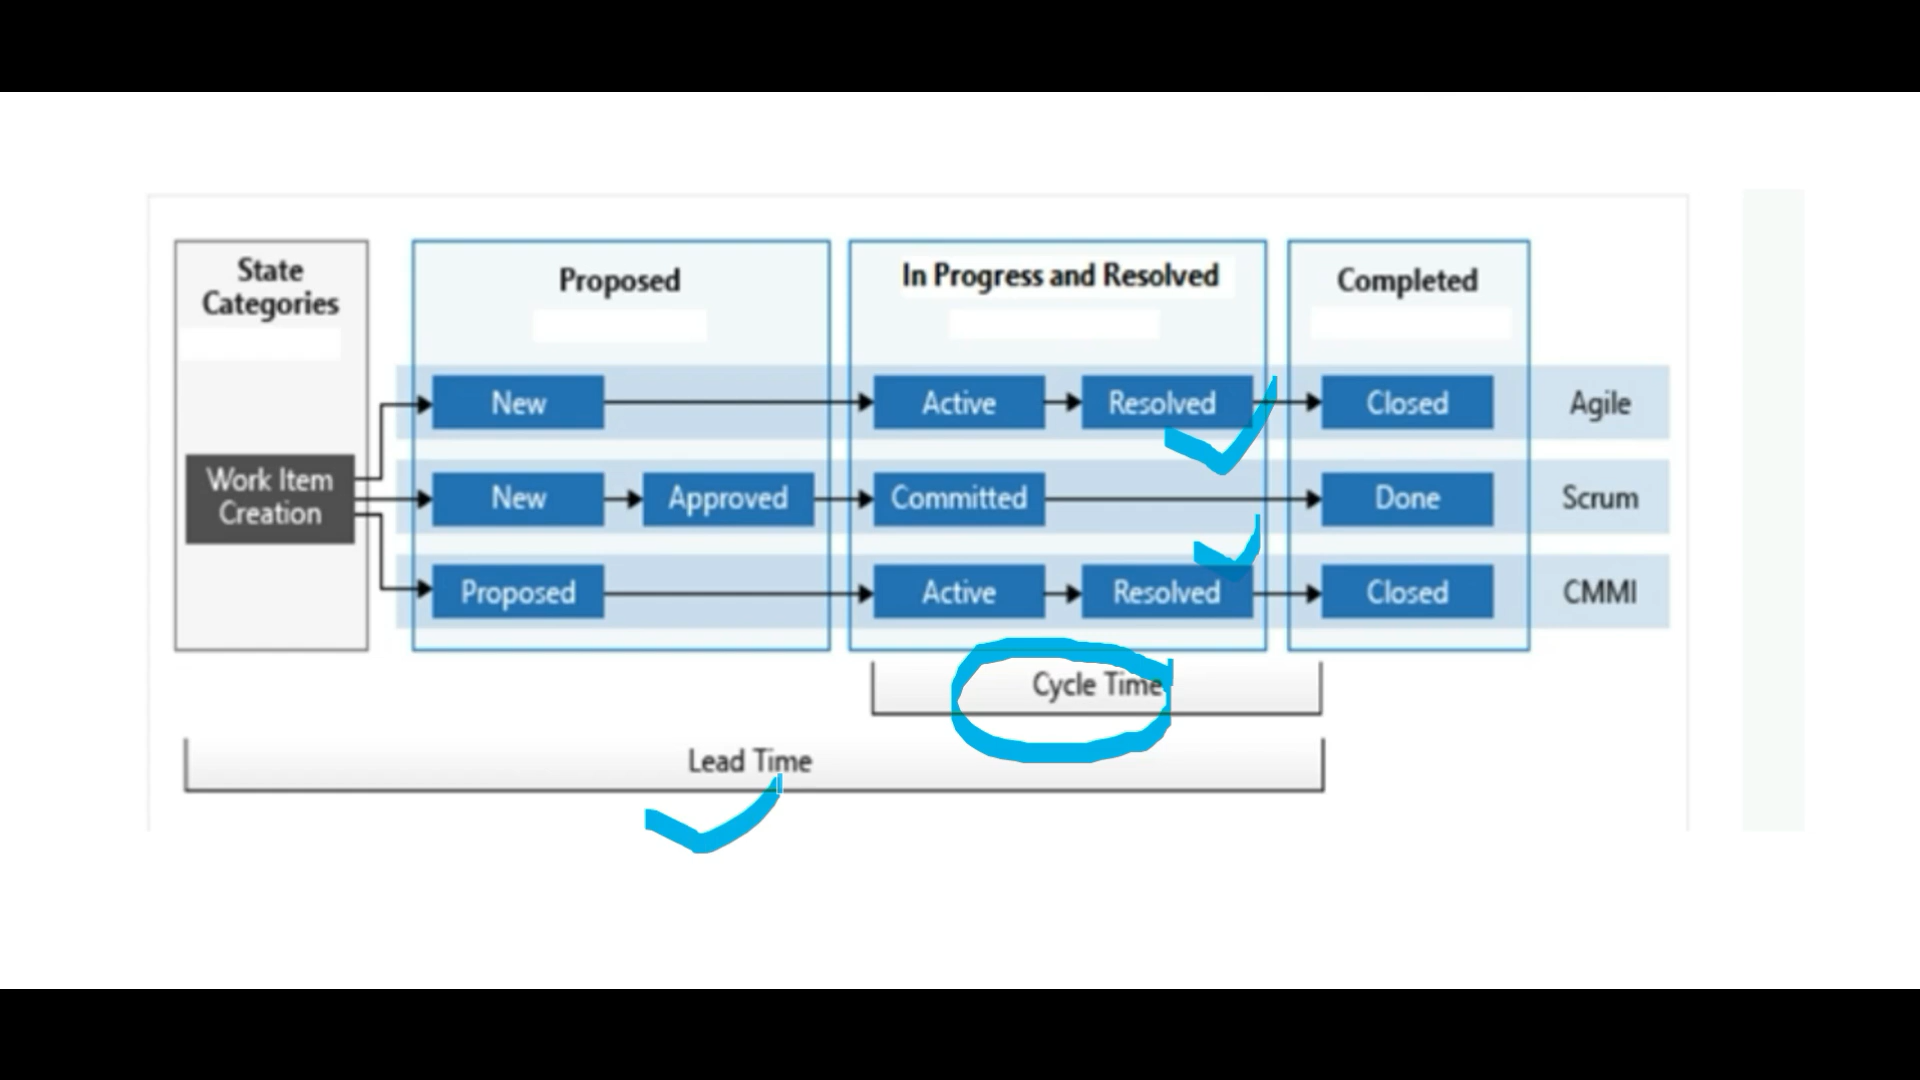 State
Categories
Proposed
In Progress and Resolved
Completed
New
Active
Resolved
Closed
Agile
Work Item
Creation
New
Approved
Committed
Done
Scrum
Proposed
Active
Resolved
Closed
CMMI
Cycle Time
Lead Time